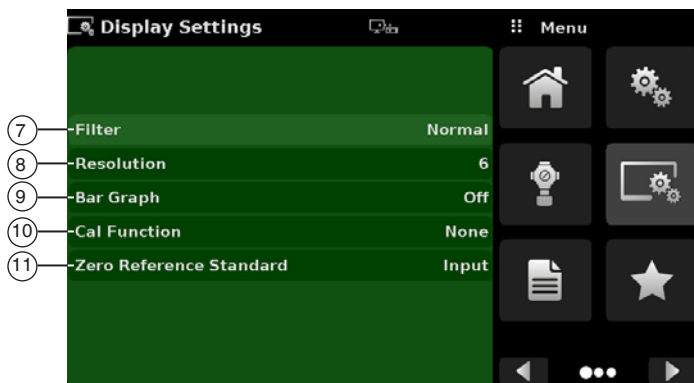 Display Settings
Menu
7 Filter Normal
8 Resolution 6
9 Bar Graph Off
10 Cal Function None
11 Zero Reference Standard Input